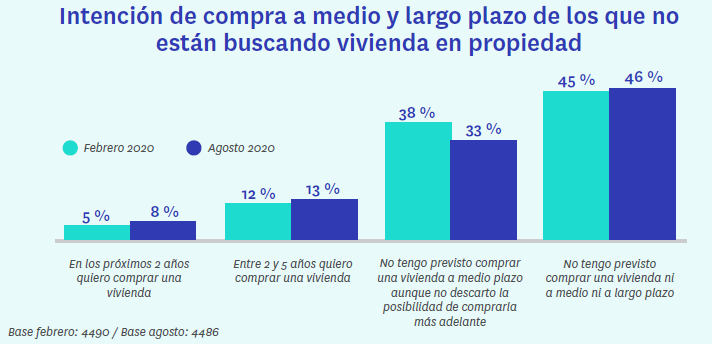 Intención de compra a medio y largo plazo de los que no
están buscando vivienda en propiedad
Febrero 2020
Agosto 2020
5 %
8 %
12 %
13 %
38 %
33 %
45 %
46 %
En los próximos 2 años
quiero comprar una
vivienda
Entre 2 y 5 años quiero
comprar una vivienda
No tengo previsto comprar
una vivienda a medio plazo
aunque no descarto la
posibilidad de comprarla
más adelante
No tengo previsto
comprar una vivienda ni
a medio ni a largo plazo
Base febrero: 4490 / Base agosto: 4486